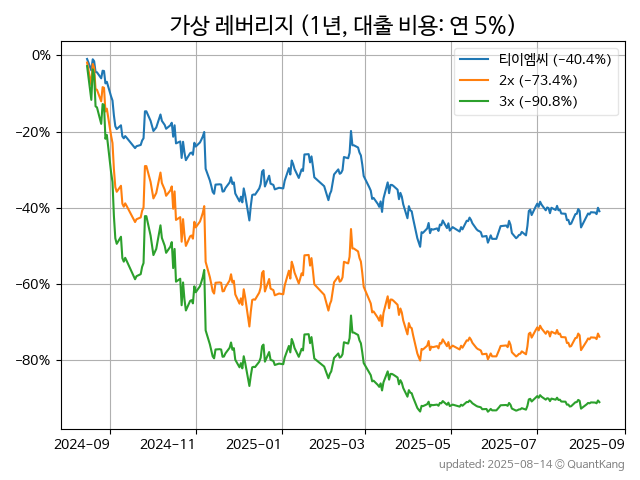 가상 레버리지 (1년, 대출 비용: 연 5%)
티이엠씨 (−40.4%)
2x (−73.4%)
3x (−90.8%)
0%
−20%
−40%
−60%
−80%
2024−09 2024−11 2025−01 2025−03 2025−05 2025−07 2025−09
updated: 2025-08-14 © QuantKang